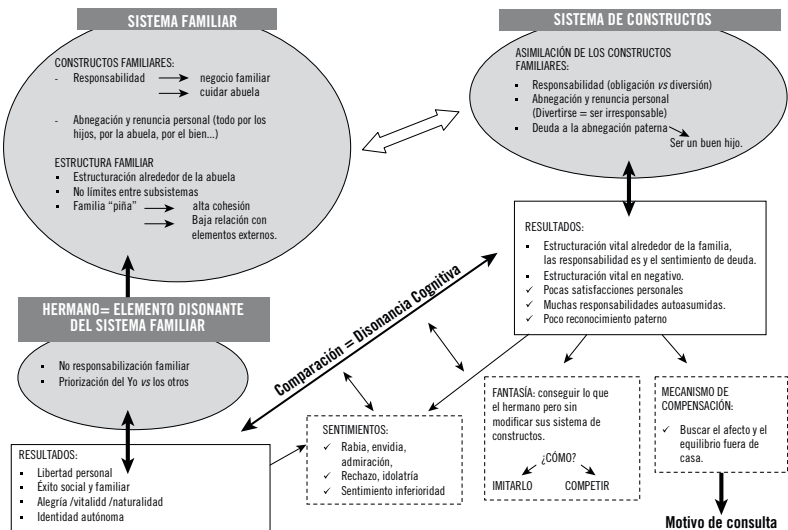 SISTEMA FAMILIAR
CONSTRUCTOS FAMILIARES:
- Responsabilidad → negocio familiar
→ cuidar abuela
- Abnegación y renuncia personal (todo por los
hijos, por la abuela, por el bien...)
ESTRUCTURA FAMILIAR
▪ Estructuración alrededor de la abuela
▪ No límites entre subsistemas
▪ Familia “piña” → alta cohesión
→ Baja relación con
elementos externos.
SISTEMA DE CONSTRUCTOS
ASIMILACIÓN DE LOS CONSTRUCTOS
FAMILIARES:
▪ Responsabilidad (obligación vs diversión)
▪ Abnegación y renuncia personal
(Divertirse = ser irresponsable)
▪ Deuda a la abnegación paterna
Ser un buen hijo.
RESULTADOS:
▪ Estructuración vital alrededor de la familia,
las responsabilidad es y el sentimiento de deuda.
▪ Estructuración vital en negativo.
✓ Pocas satisfacciones personales
✓ Muchas responsabilidades autoasumidas.
✓ Poco reconocimiento paterno
HERMANO= ELEMENTO DISONANTE
DEL SISTEMA FAMILIAR
▪ No responsabilización familiar
▪ Priorización del Yo vs los otros
Comparación = Disonancia Cognitiva
RESULTADOS:
▪ Libertad personal
▪ Éxito social y familiar
▪ Alegría /vitalidd /naturalidad
▪ Identidad autónoma
SENTIMIENTOS:
✓ Rabia, envidia,
admiración,
✓ Rechazo, idolatría
✓ Sentimiento inferioridad
FANTASÍA: conseguir lo que
el hermano pero sin
modificar sus sistema de
constructos.
¿CÓMO?
IMITARLO COMPETIR
MECANISMO DE
COMPENSACIÓN:
✓ Buscar el afecto y el
equilibrio fuera de
casa.
Motivo de consulta